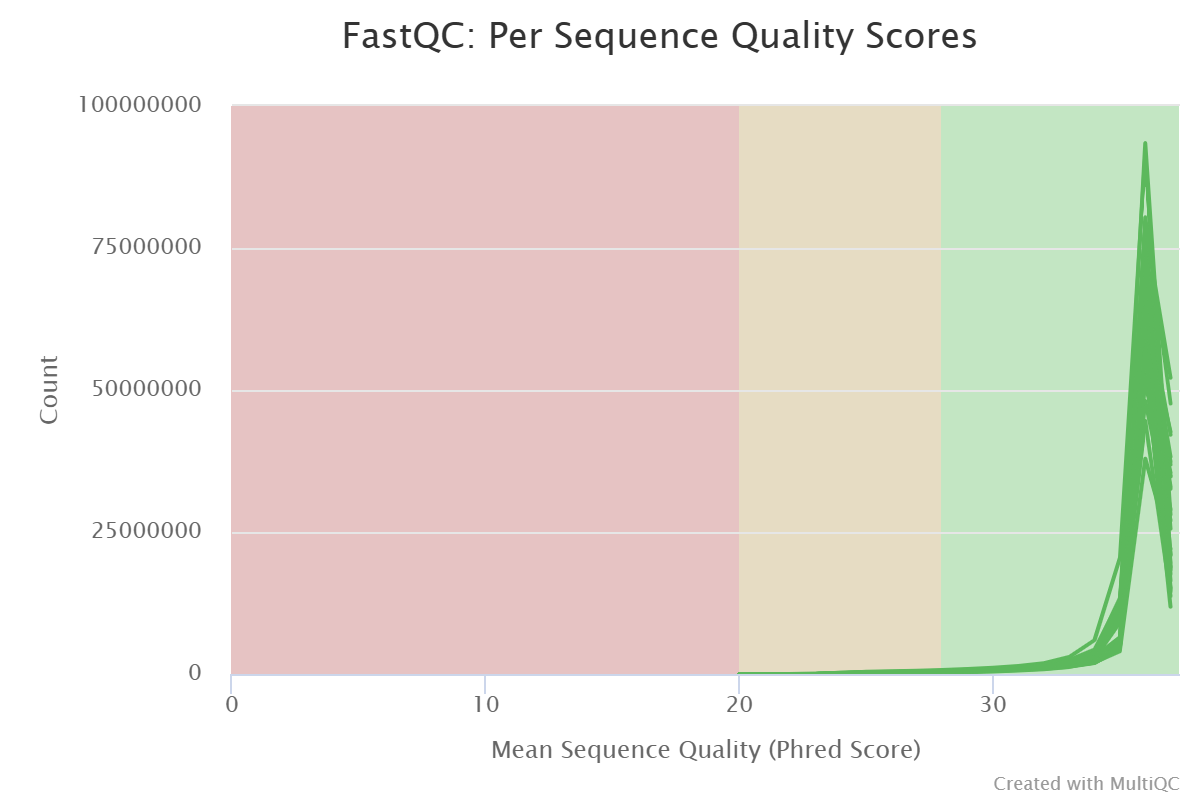 FastQC: Per Sequence Quality Scores
100000000
75000000
50000000
25000000
0
Count
0 10 20 30
Mean Sequence Quality (Phred Score)
Created with MultiQC